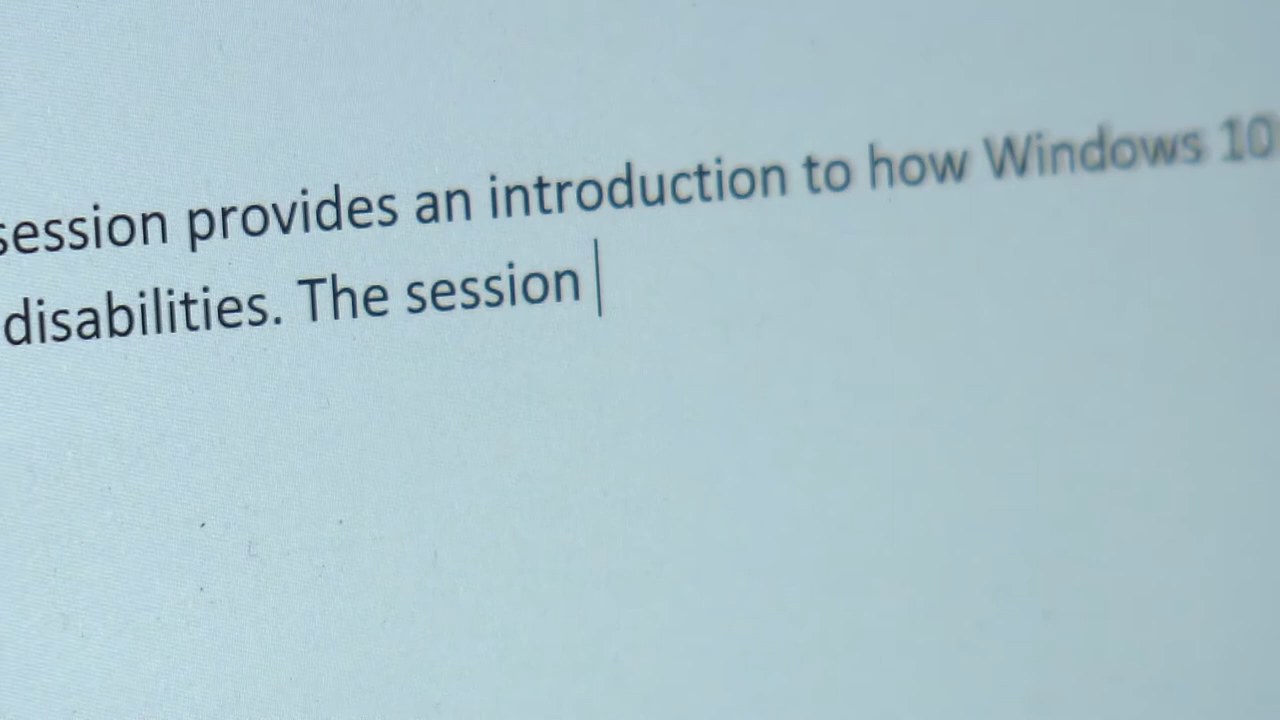 session provides an introduction to how Windows 10
disabilities. The session